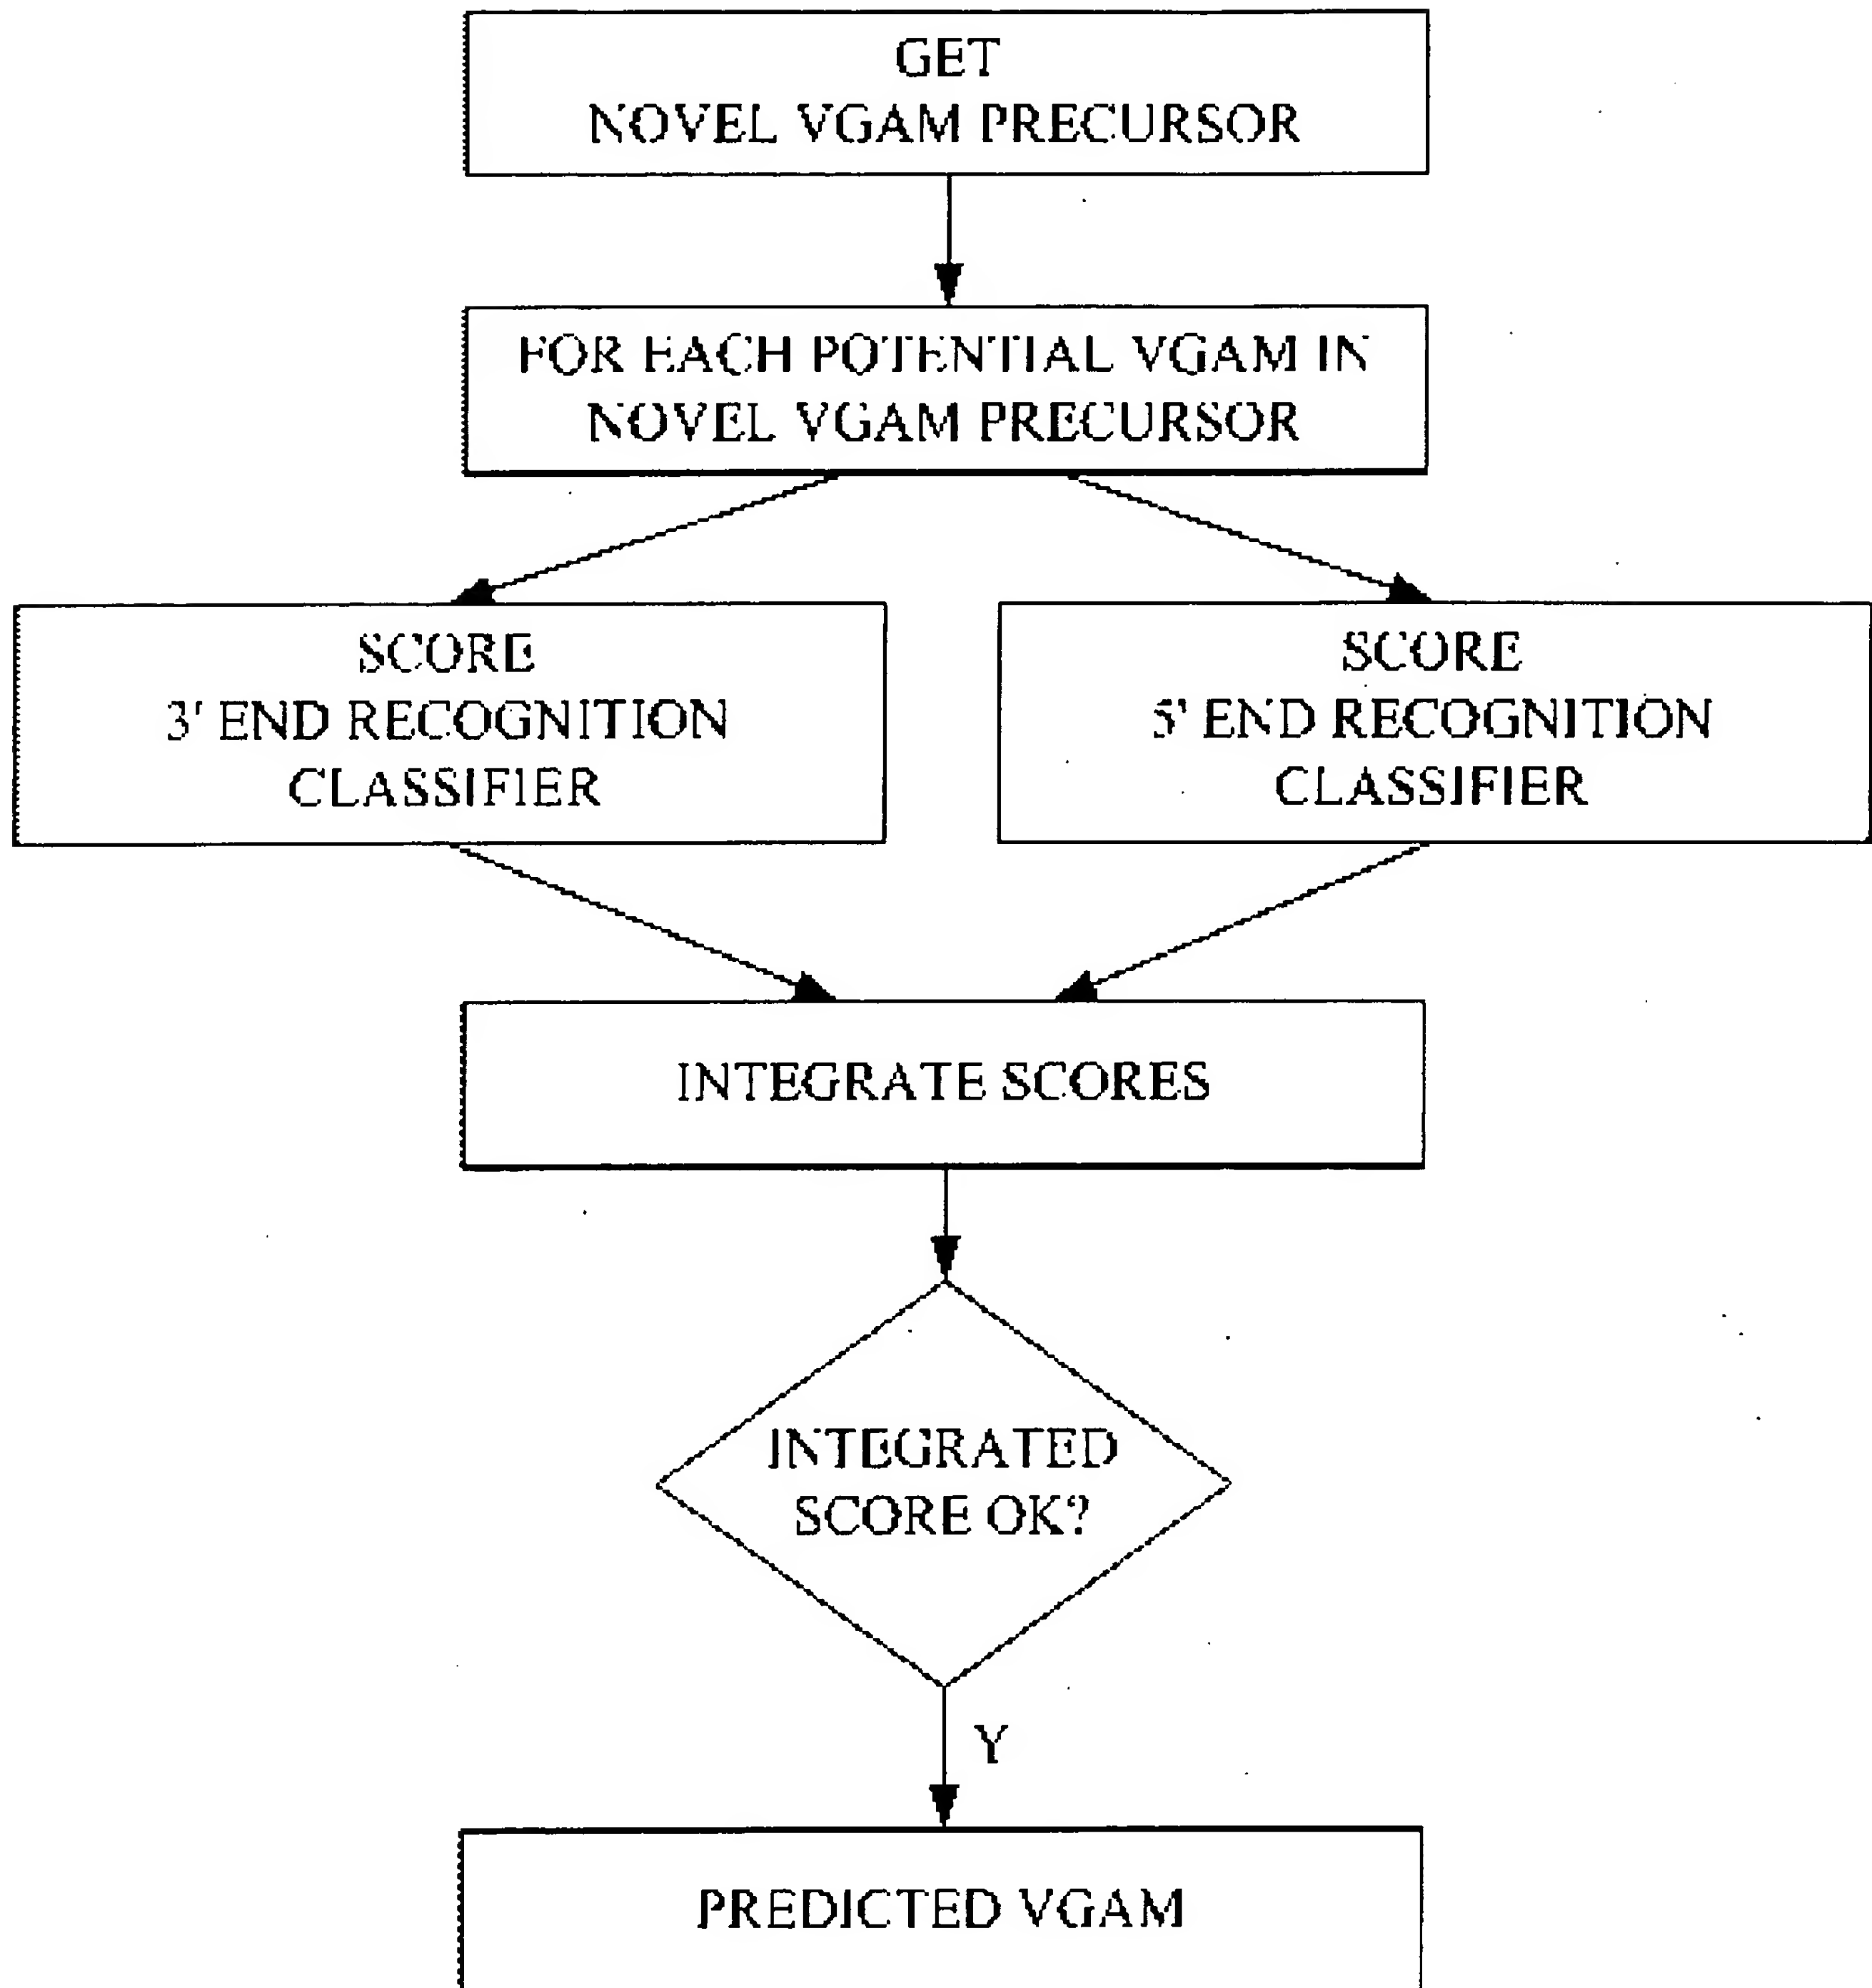 GET
NOVEL VGAM PRECURSOR
FOR EACH POTENTIAL VGAM IN
NOVEL VGAM PRECURSOR
SCORE
3' END RECOGNITION
CLASSIFIER
SCORE
5' END RECOGNITION
CLASSIFIER
INTEGRATE SCORES
INTEGRATED
SCORE OK?
Y
PREDICTED VGAM